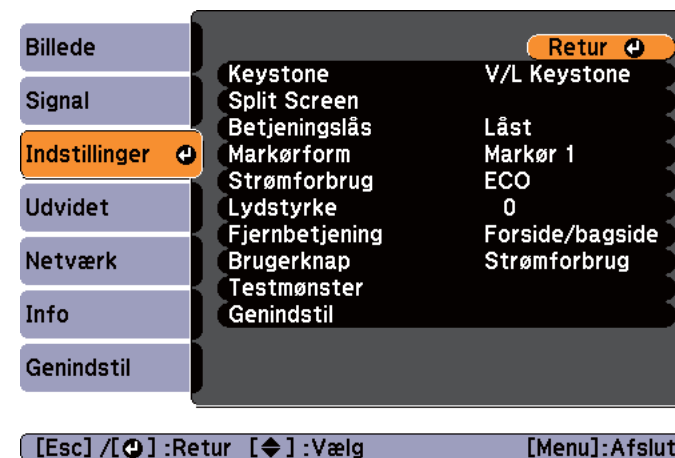 Billede
Signal
Indstillinger
Udvidet
Netværk
Info
Genindstil
Retur
Keystone V/L Keystone
Split Screen
Betjeningslås Låst
Markørform Markør 1
Strømforbrug ECO
Lydstyrke 0
Fjernbetjening Forside/bagside
Brugerknap Strømforbrug
Testmønster
Genindstil
[Esc] /[⏎] :Retur [◆] :Vælg [Menu]:Afslut